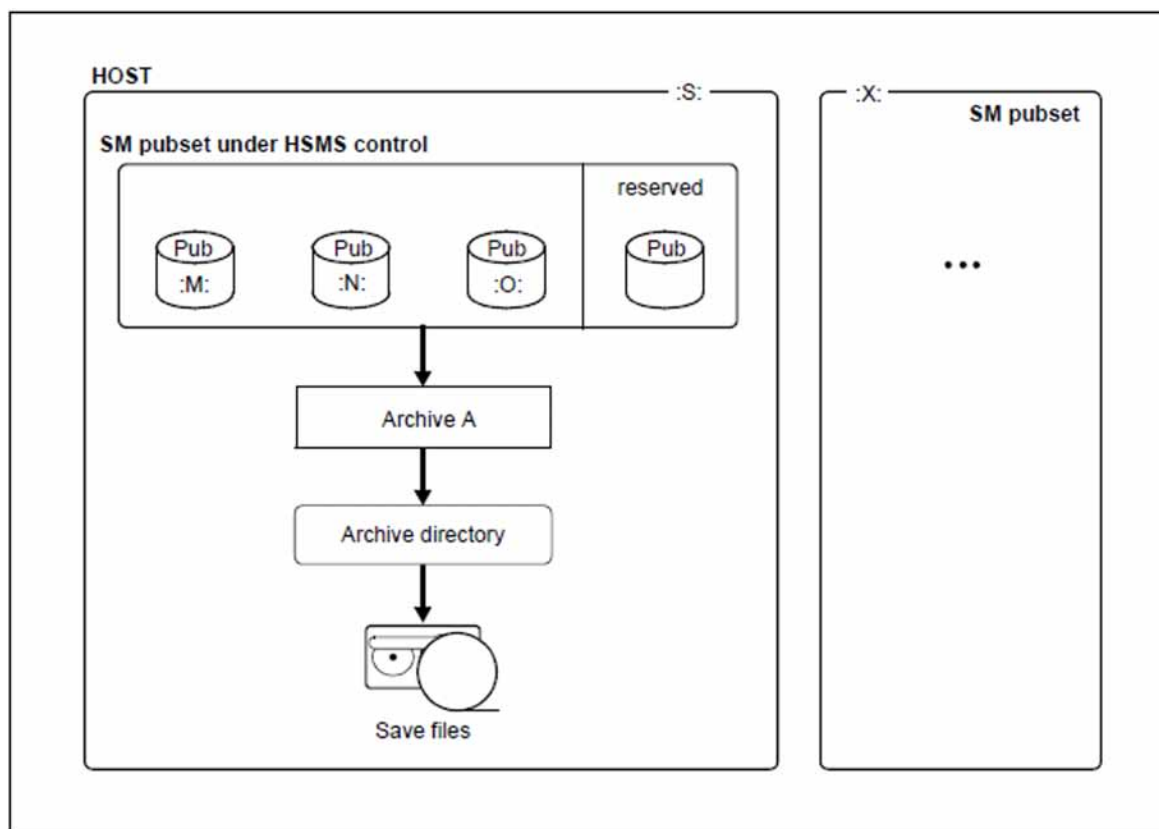 HOST
:S:
:X:
SM pubset
SM pubset under HSMS control
reserved
Pub
:M:
Pub
:N:
Pub
:O:
Pub
...
Archive A
Archive directory
Save files